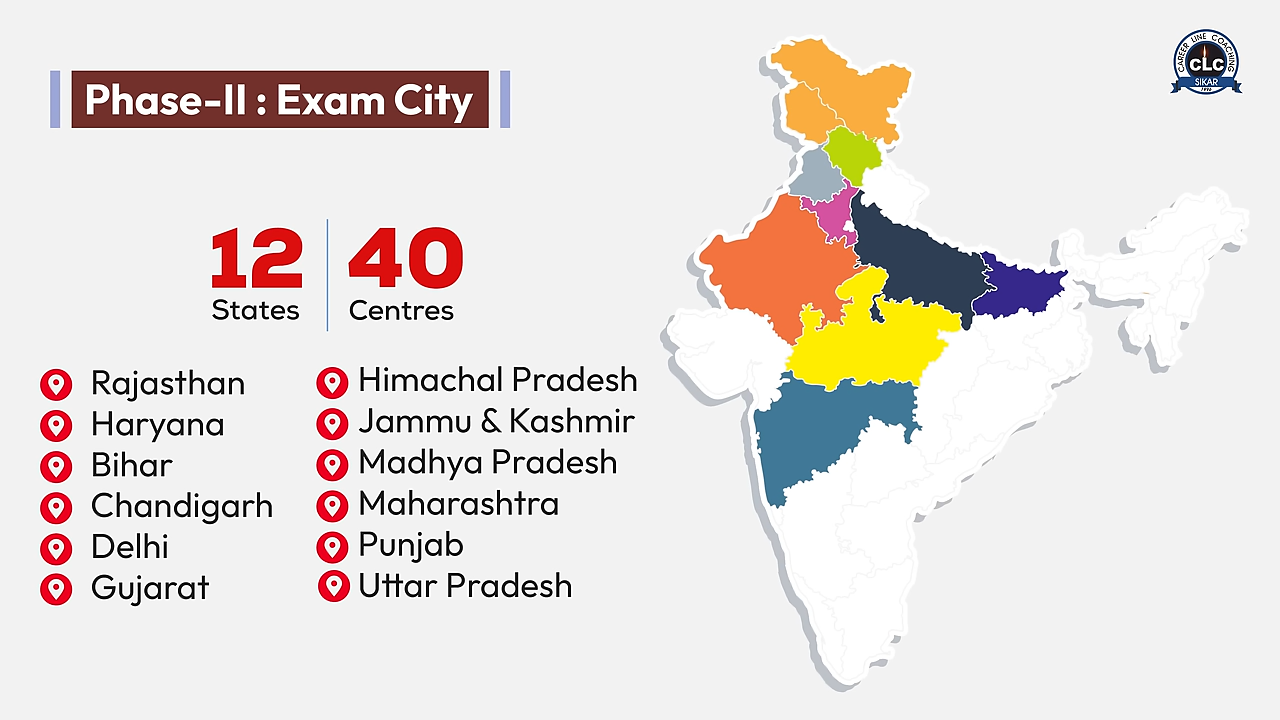 Phase-II : Exam City
CAREER LINE COACHING
CLC
SIKAR
1996
12
States
40
Centres
Rajasthan
Haryana
Bihar
Chandigarh
Delhi
Gujarat
Himachal Pradesh
Jammu & Kashmir
Madhya Pradesh
Maharashtra
Punjab
Uttar Pradesh